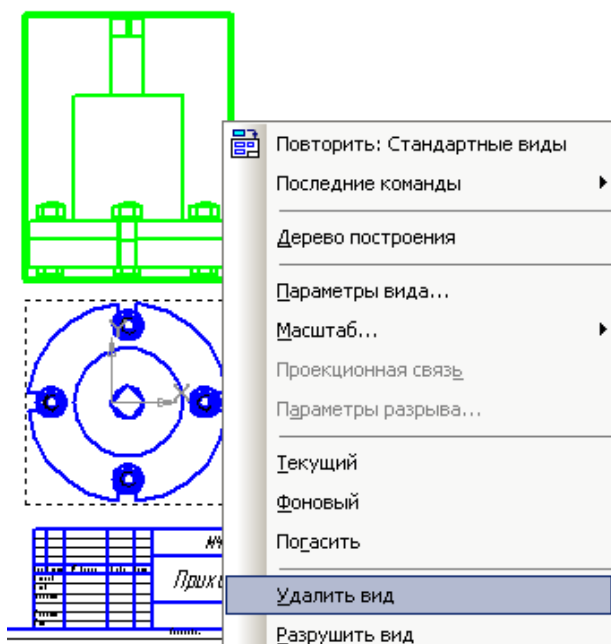 Повторить: Стандартные виды
Последние команды
Дерево построения
Параметры вида...
Масштаб...
Проекционная связь
Параметры разрыва...
Текущий
Фоновый
Погасить
Удалить вид
Разрушить вид
Y
X